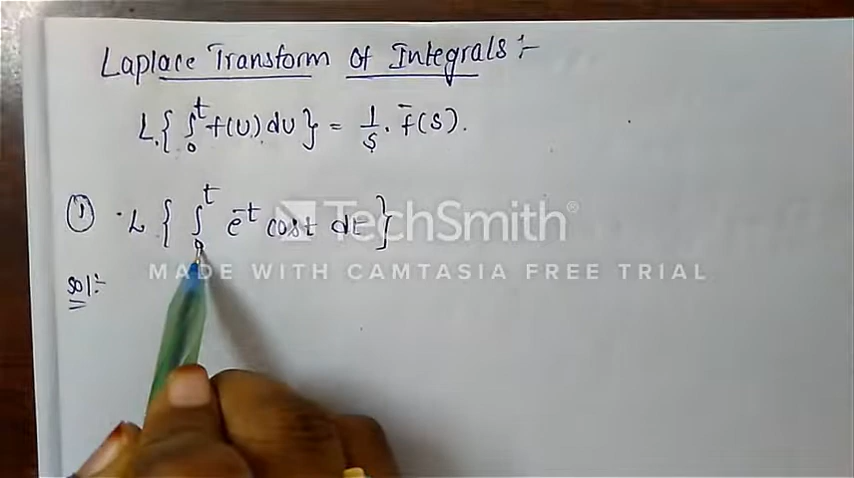 Laplace Transform of Integrals :-
L{ ∫₀ᵗ f(u) du } = 1/s . f̄(s).
① L { ∫₀ᵗ e⁻ᵗ cost dt }
TechSmith
MADE WITH CAMTASIA FREE TRIAL
Sol:-